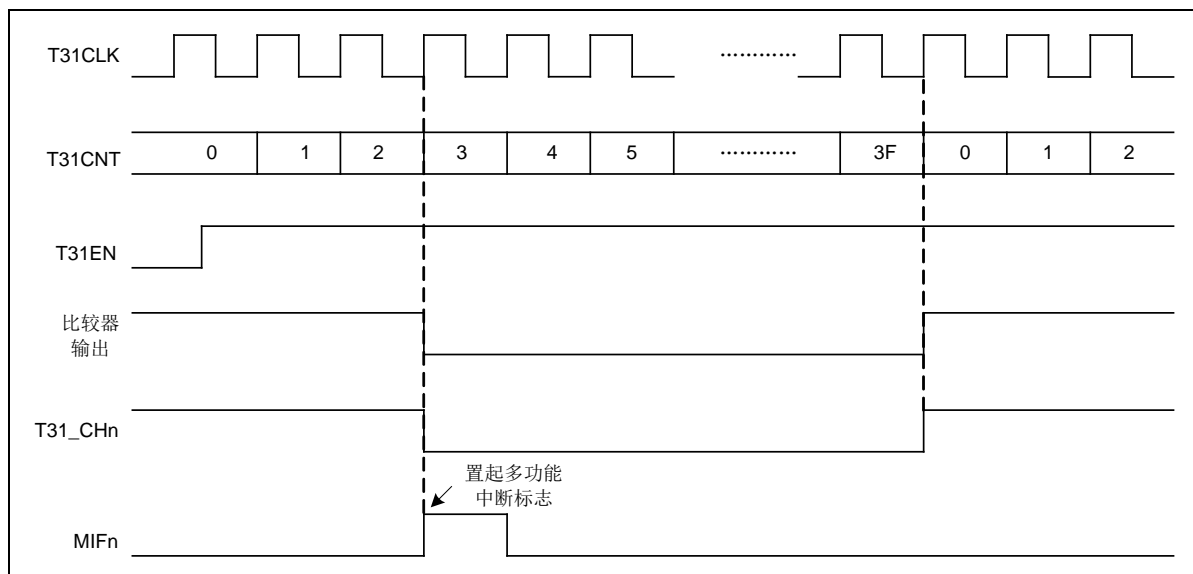 T31CLK
…………
T31CNT 0 1 2 3 4 5 ………… 3F 0 1 2
T31EN
比较器
输出
T31_CHn
置起多功能
中断标志
MIFn